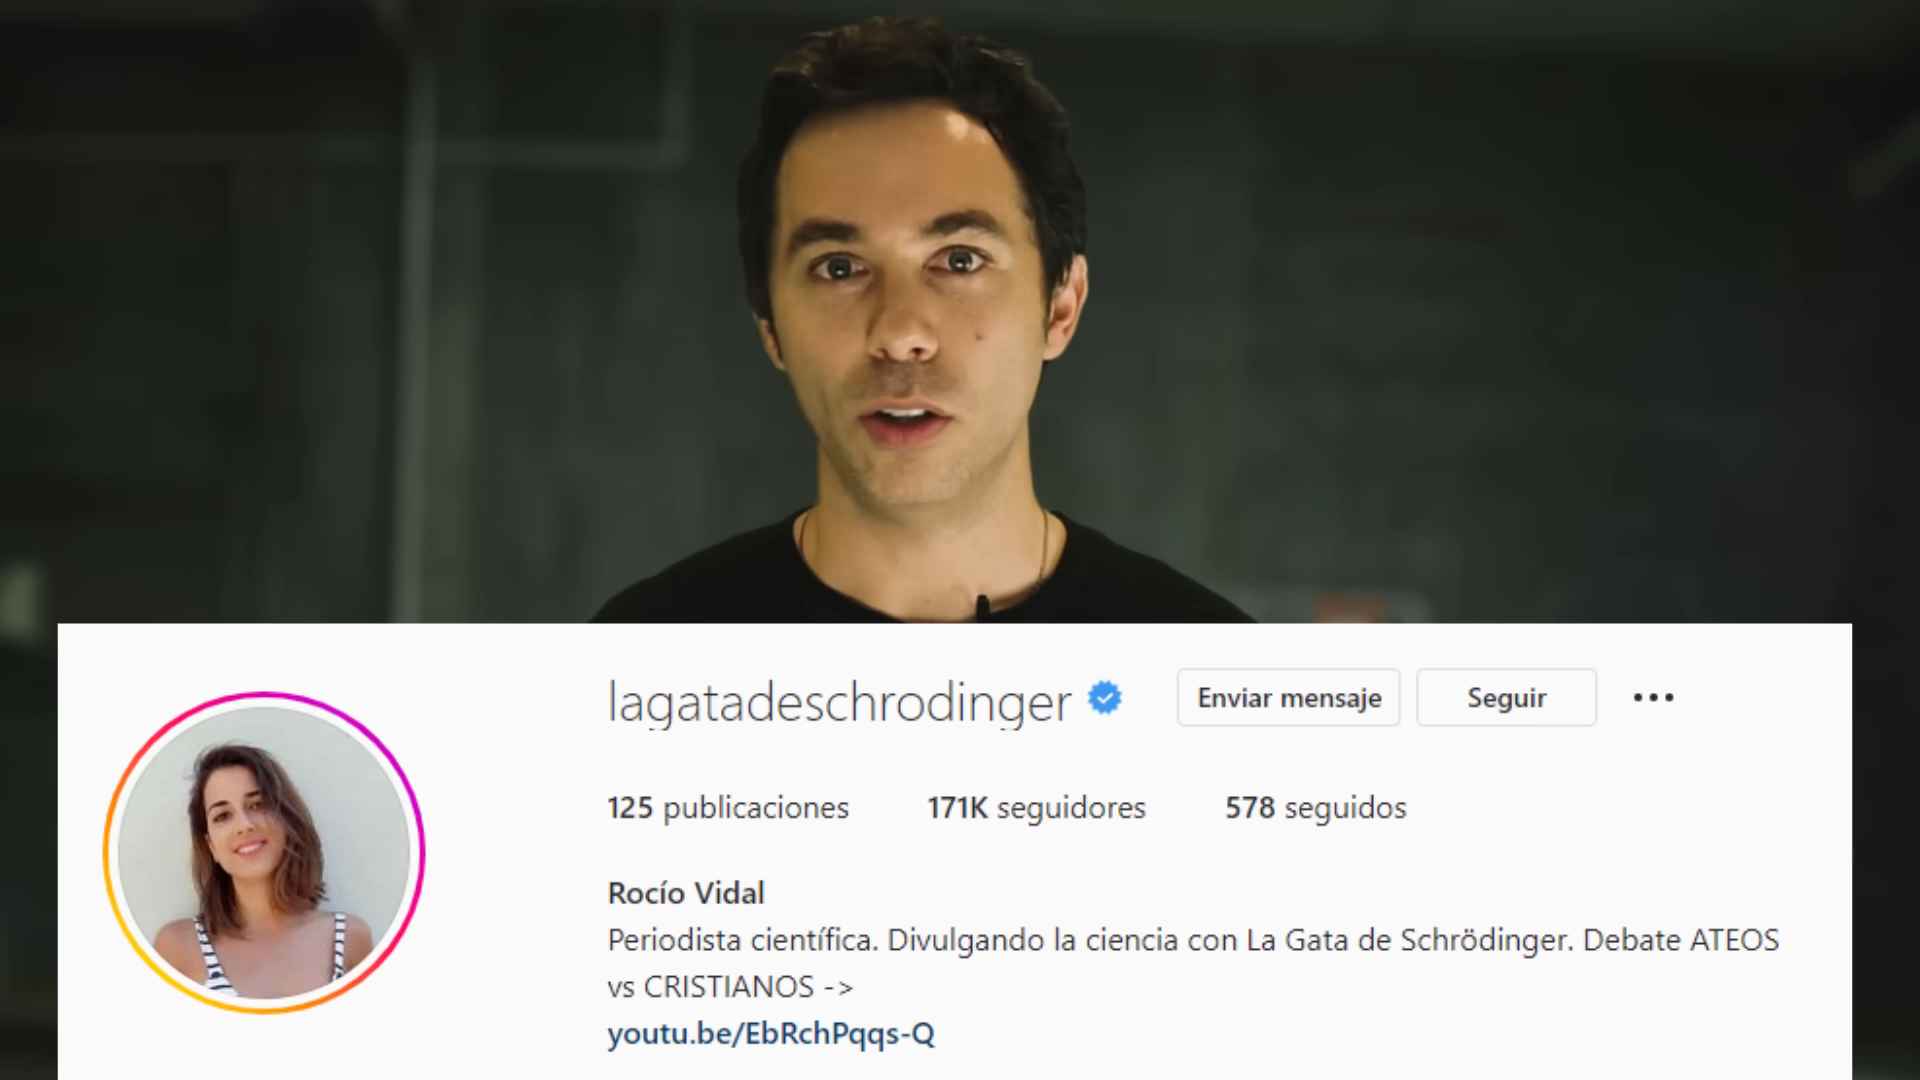 lagatadeschrodinger
Enviar mensaje
Seguir
125 publicaciones
171K seguidores
578 seguidos
Rocío Vidal
Periodista científica. Divulgando la ciencia con La Gata de Schrödinger. Debate ATEOS
vs CRISTIANOS ->
youtu.be/EbRchPqqs-Q